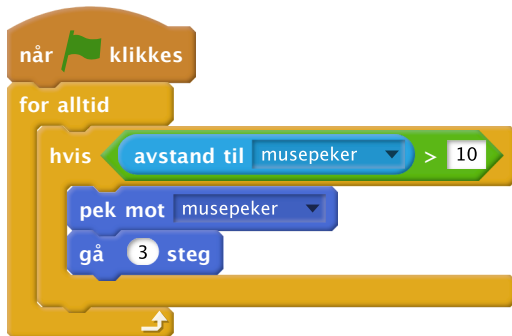 når klikkes
for alltid
hvis avstand til musepeker > 10
pek mot musepeker
gå 3 steg